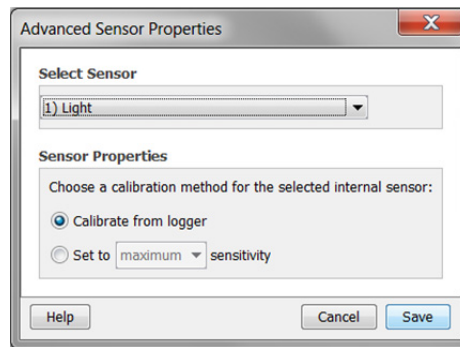 Advanced Sensor Properties
Select Sensor
1) Light
Sensor Properties
Choose a calibration method for the selected internal sensor:
Calibrate from logger
Set to maximum sensitivity
Help Cancel Save